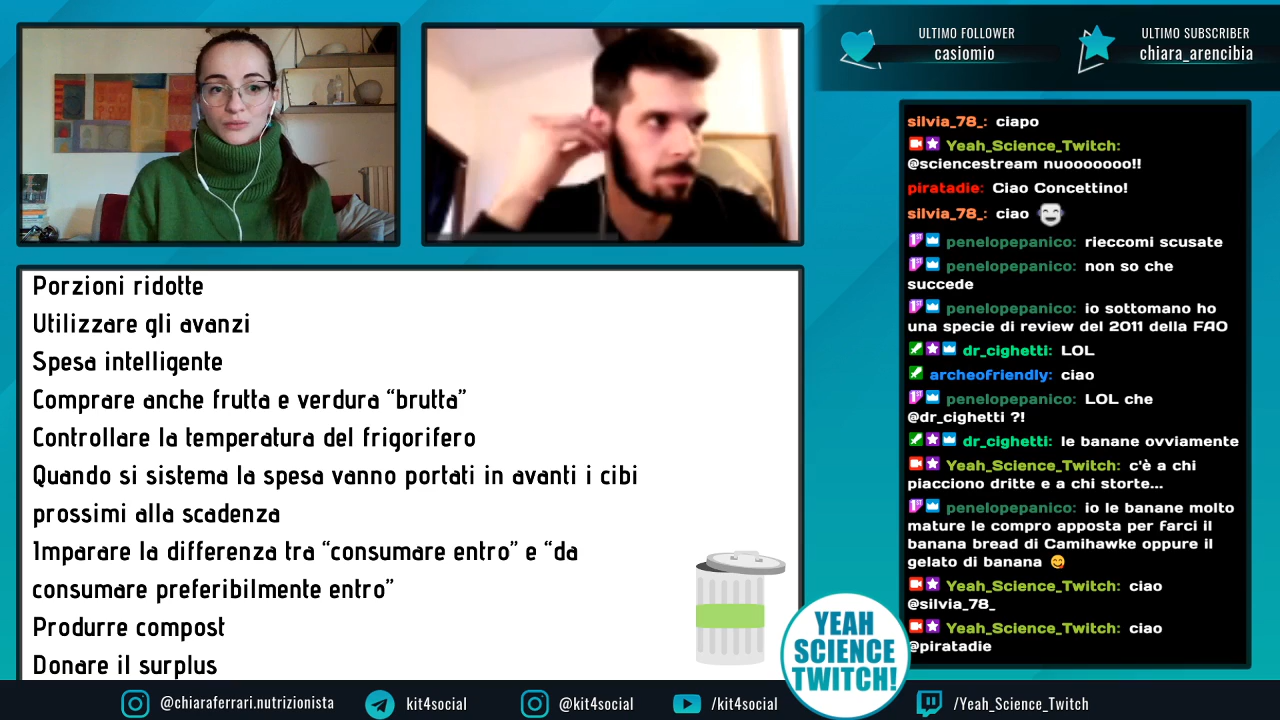 ULTIMO FOLLOWER
casiomio
ULTIMO SUBSCRIBER
chiara_arencibia
Porzioni ridotte
Utilizzare gli avanzi
Spesa intelligente
Comprare anche frutta e verdura “brutta”
Controllare la temperatura del frigorifero
Quando si sistema la spesa vanno portati in avanti i cibi
prossimi alla scadenza
Imparare la differenza tra “consumare entro” e “da
consumare preferibilmente entro”
Produrre compost
Donare il surplus
silvia_78_: ciapo
Yeah_Science_Twitch:
@sciencestream nuooooooo!!
piratadie: Ciao Concettino!
silvia_78_: ciao
penelopepanico: rieccomi scusate
penelopepanico: non so che
succede
penelopepanico: io sottomano ho
una specie di review del 2011 della FAO
dr_cighetti: LOL
archeofriendly: ciao
penelopepanico: LOL che
@dr_cighetti ?!
dr_cighetti: le banane ovviamente
Yeah_Science_Twitch: c'è a chi
piacciono dritte e a chi storte...
penelopepanico: io le banane molto
mature le compro apposta per farci il
banana bread di Camihawke oppure il
gelato di banana 😋
Yeah_Science_Twitch: ciao
@silvia_78_
Yeah_Science_Twitch: ciao
@piratadie
YEAH
SCIENCE
TWITCH!
@chiaraferrari.nutrizionista
kit4social
@kit4social
/kit4social
/Yeah_Science_Twitch